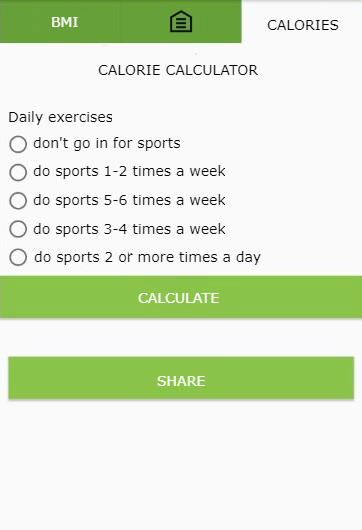 BMI
CALORIES
CALORIE CALCULATOR
Daily exercises
don't go in for sports
do sports 1-2 times a week
do sports 5-6 times a week
do sports 3-4 times a week
do sports 2 or more times a day
CALCULATE
SHARE